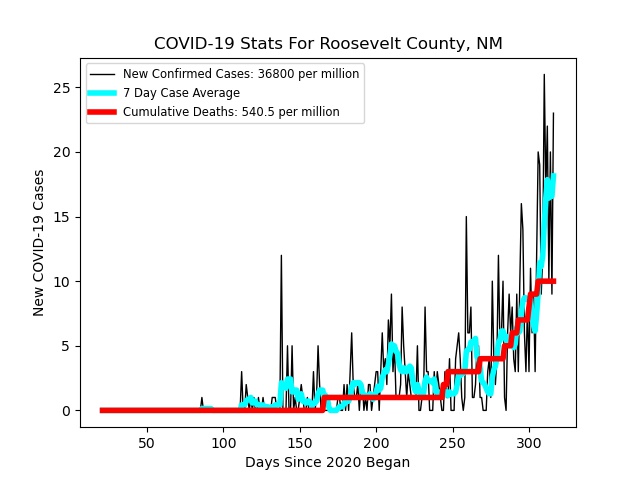 COVID-19 Stats For Roosevelt County, NM
New Confirmed Cases: 36800 per million
7 Day Case Average
Cumulative Deaths: 540.5 per million
New COVID-19 Cases
25
20
15
10
5
0
50 100 150 200 250 300
Days Since 2020 Began